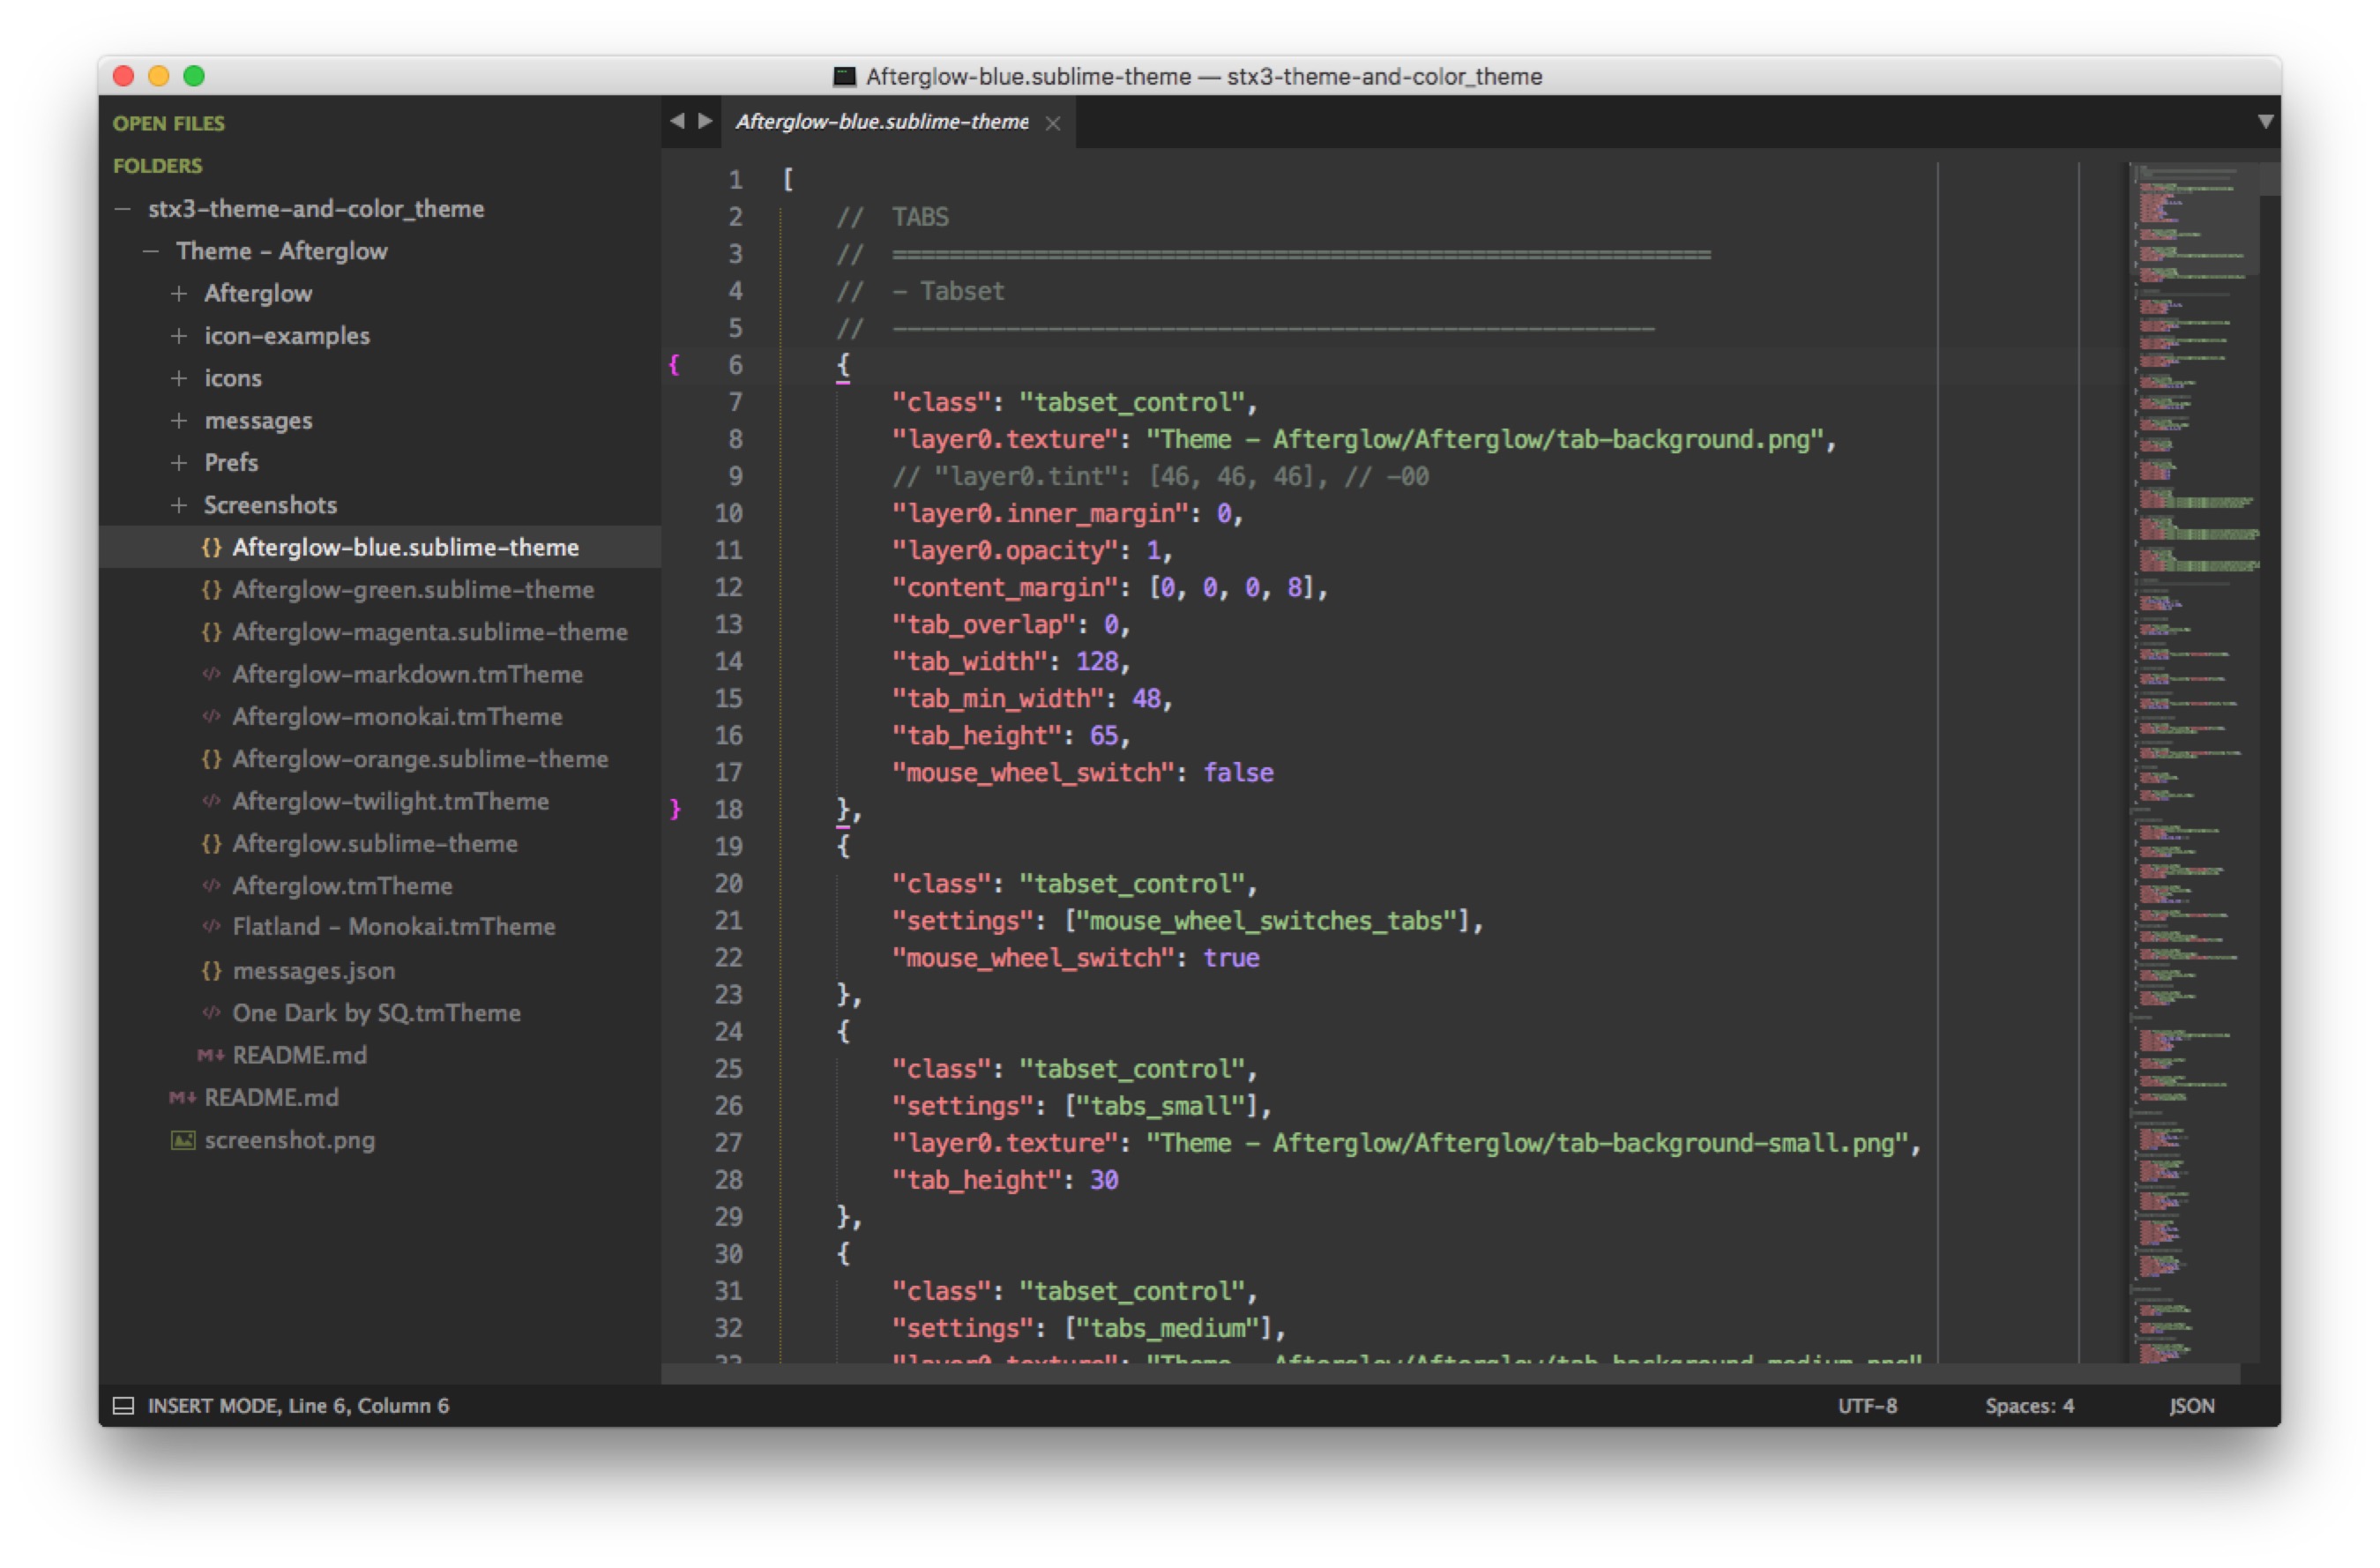 Afterglow-blue.sublime-theme — stx3-theme-and-color_theme
OPEN FILES
FOLDERS
stx3-theme-and-color_theme
Theme - Afterglow
Afterglow
icon-examples
icons
messages
Prefs
Screenshots
{} Afterglow-blue.sublime-theme
{} Afterglow-green.sublime-theme
{} Afterglow-magenta.sublime-theme
</> Afterglow-markdown.tmTheme
</> Afterglow-monokai.tmTheme
{} Afterglow-orange.sublime-theme
</> Afterglow-twilight.tmTheme
{} Afterglow.sublime-theme
</> Afterglow.tmTheme
</> Flatland - Monokai.tmTheme
{} messages.json
</> One Dark by SQ.tmTheme
M↓ README.md
M↓ README.md
screenshot.png
Afterglow-blue.sublime-theme ×
1 [
2 // TABS
3 // ==========================================================
4 // - Tabset
5 // ------------------------------------------------------
{ 6 {
7 "class": "tabset_control",
8 "layer0.texture": "Theme - Afterglow/Afterglow/tab-background.png",
9 // "layer0.tint": [46, 46, 46], // -00
10 "layer0.inner_margin": 0,
11 "layer0.opacity": 1,
12 "content_margin": [0, 0, 0, 8],
13 "tab_overlap": 0,
14 "tab_width": 128,
15 "tab_min_width": 48,
16 "tab_height": 65,
17 "mouse_wheel_switch": false
} 18 },
19 {
20 "class": "tabset_control",
21 "settings": ["mouse_wheel_switches_tabs"],
22 "mouse_wheel_switch": true
23 },
24 {
25 "class": "tabset_control",
26 "settings": ["tabs_small"],
27 "layer0.texture": "Theme - Afterglow/Afterglow/tab-background-small.png",
28 "tab_height": 30
29 },
30 {
31 "class": "tabset_control",
32 "settings": ["tabs_medium"],
33 "layer0.texture": "Theme - Afterglow/Afterglow/tab-background-medium.png"
INSERT MODE, Line 6, Column 6
UTF-8
Spaces: 4
JSON